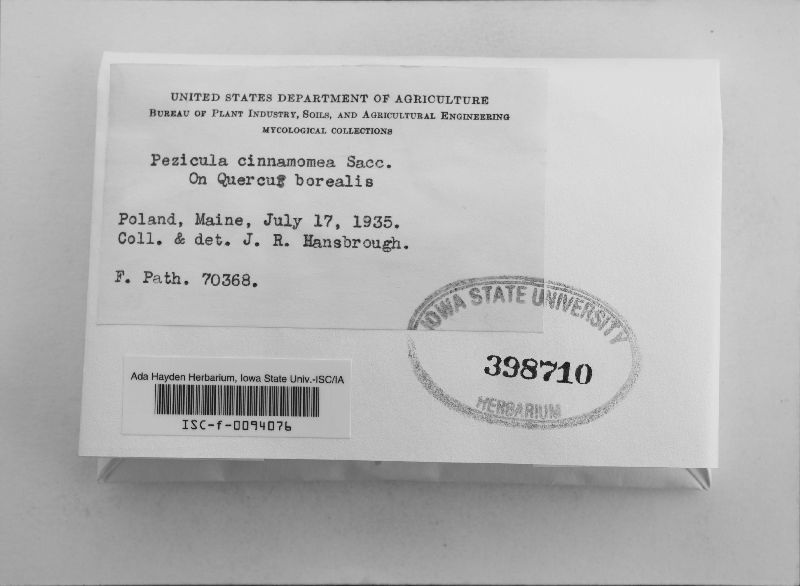 UNITED STATES DEPARTMENT OF AGRICULTURE
BUREAU OF PLANT INDUSTRY, SOILS, AND AGRICULTURAL ENGINEERING
MYCOLOGICAL COLLECTIONS
Pezicula cinnamomea Sacc.
On Quercus borealis
Poland, Maine, July 17, 1935.
Coll. & det. J. R. Hansbrough.
F. Path. 70368.
IOWA STATE UNIVERSITY
398710
HERBARIUM
Ada Hayden Herbarium, Iowa State Univ.-ISC/IA
ISC-f-0094076